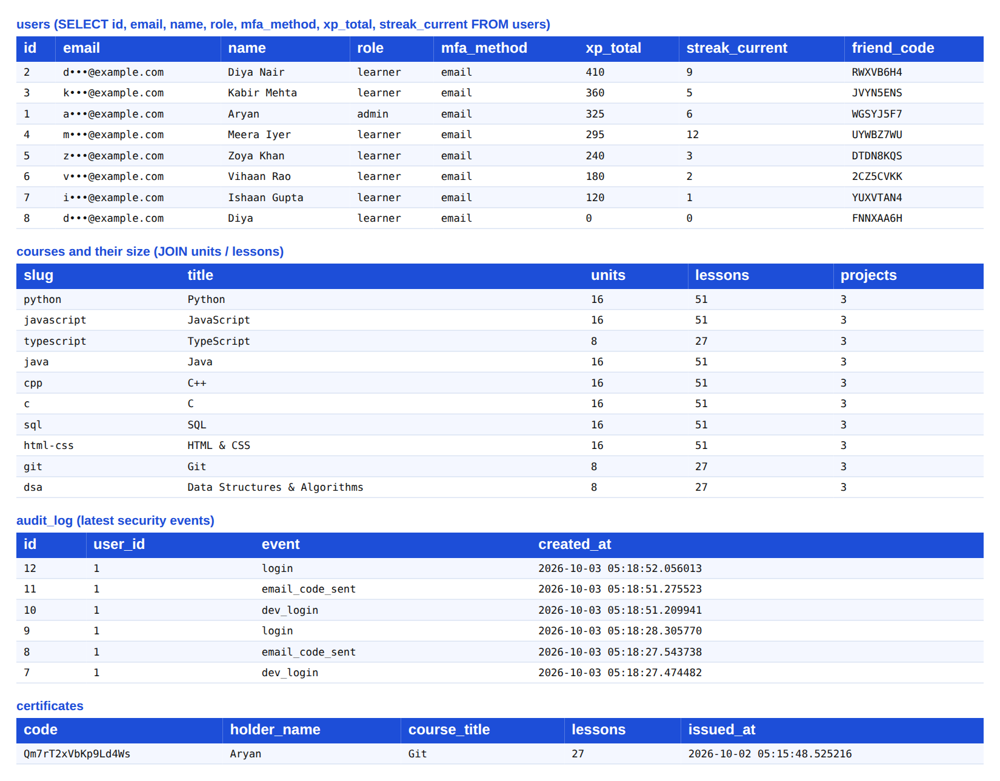 users (SELECT id, email, name, role, mfa_method, xp_total, streak_current FROM users)
id email name role mfa_method xp_total streak_current friend_code
2 d•••@example.com Diya Nair learner email 410 9 RWXVB6H4
3 k•••@example.com Kabir Mehta learner email 360 5 JVYN5ENS
1 a•••@example.com Aryan admin email 325 6 WGSYJ5F7
4 m•••@example.com Meera Iyer learner email 295 12 UYWBZ7WU
5 z•••@example.com Zoya Khan learner email 240 3 DTDN8KQS
6 v•••@example.com Vihaan Rao learner email 180 2 2CZ5CVKK
7 i•••@example.com Ishaan Gupta learner email 120 1 YUXVTAN4
8 d•••@example.com Diya learner email 0 0 FNNXAA6H
courses and their size (JOIN units / lessons)
slug title units lessons projects
python Python 16 51 3
javascript JavaScript 16 51 3
typescript TypeScript 8 27 3
java Java 16 51 3
cpp C++ 16 51 3
c C 16 51 3
sql SQL 16 51 3
html-css HTML & CSS 16 51 3
git Git 8 27 3
dsa Data Structures & Algorithms 8 27 3
audit_log (latest security events)
id user_id event created_at
12 1 login 2026-10-03 05:18:52.056013
11 1 email_code_sent 2026-10-03 05:18:51.275523
10 1 dev_login 2026-10-03 05:18:51.209941
9 1 login 2026-10-03 05:18:28.305770
8 1 email_code_sent 2026-10-03 05:18:27.543738
7 1 dev_login 2026-10-03 05:18:27.474482
certificates
code holder_name course_title lessons issued_at
Qm7rT2xVbKp9Ld4Ws Aryan Git 27 2026-10-02 05:15:48.525216